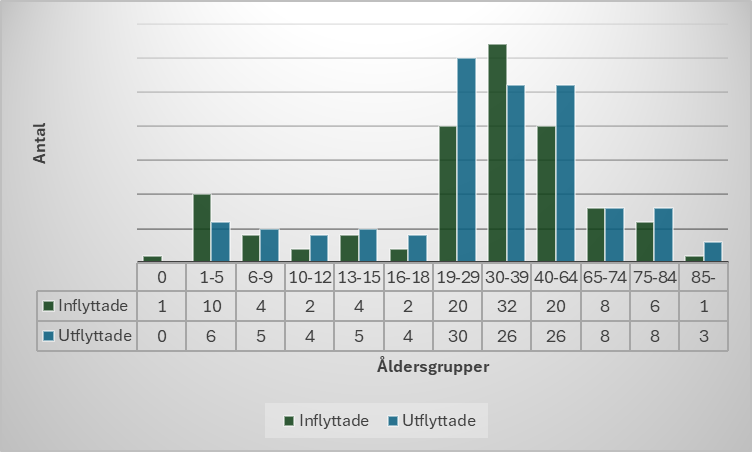 Antal
0 1-5 6-9 10-12 13-15 16-18 19-29 30-39 40-64 65-74 75-84 85-
Inflyttade 1 10 4 2 4 2 20 32 20 8 6 1
Utflyttade 0 6 5 4 5 4 30 26 26 8 8 3
Åldersgrupper
Inflyttade Utflyttade